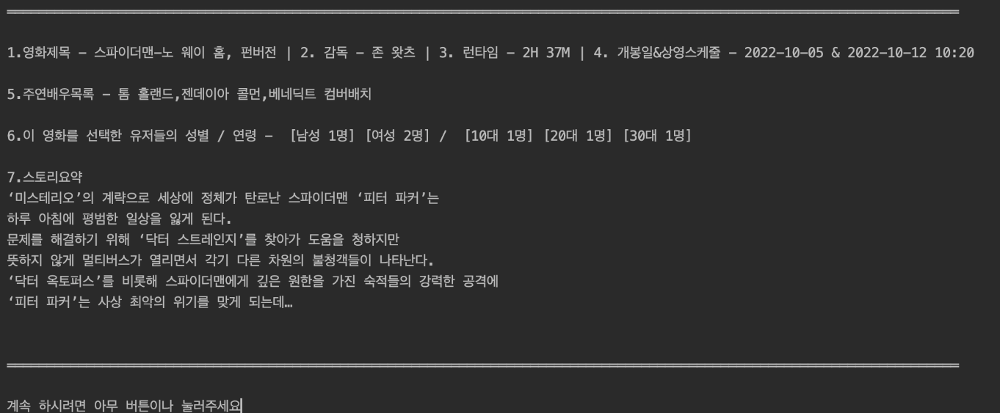 1.영화제목 - 스파이더맨-노 웨이 홈, 펀버전 | 2. 감독 - 존 왓츠 | 3. 런타임 - 2H 37M | 4. 개봉일&상영스케줄 - 2022-10-05 & 2022-10-12 10:20
5.주연배우목록 - 톰 홀랜드,젠데이아 콜먼,베네딕트 컴버배치
6.이 영화를 선택한 유저들의 성별 / 연령 - [남성 1명] [여성 2명] / [10대 1명] [20대 1명] [30대 1명]
7.스토리요약
‘미스테리오’의 계략으로 세상에 정체가 탄로난 스파이더맨 ‘피터 파커’는
하루 아침에 평범한 일상을 잃게 된다.
문제를 해결하기 위해 ‘닥터 스트레인지’를 찾아가 도움을 청하지만
뜻하지 않게 멀티버스가 열리면서 각기 다른 차원의 불청객들이 나타난다.
‘닥터 옥토퍼스’를 비롯해 스파이더맨에게 깊은 원한을 가진 숙적들의 강력한 공격에
‘피터 파커’는 사상 최악의 위기를 맞게 되는데…
계속 하시려면 아무 버튼이나 눌러주세요